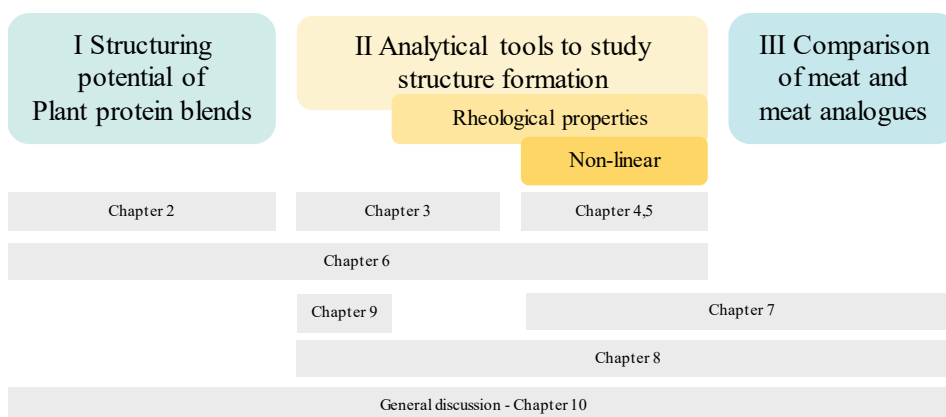 I Structuring
potential of
Plant protein blends
II Analytical tools to study
structure formation
Rheological properties
Non-linear
III Comparison
of meat and
meat analogues
Chapter 2
Chapter 3
Chapter 4,5
Chapter 6
Chapter 9
Chapter 7
Chapter 8
General discussion - Chapter 10